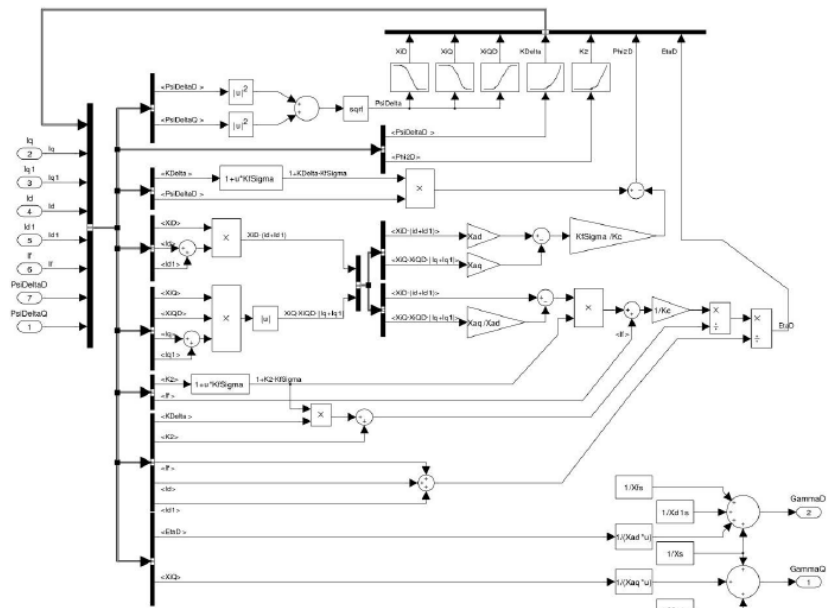 XiD XiQ XiQD KDelta K2 Phi2D EtaD
<PsiDeltaD >
|u|²
<PsiDeltaQ >
|u|²
sqrt
PsiDelta
<PsiDeltaD >
<Phi2D>
Iq
2
Iq
Iq1
3
Iq1
Id
4
Id
Id1
5
Id1
If
6
If
PsiDeltaD
7
PsiDeltaQ
1
<KDelta >
1+u*KfSigma
1+KDelta·KfSigma
<PsiDeltaD>
×
<XiD>
<Id>
<Id1>
×
XiD·(Id+Id1)
<XiD·(Id+Id1)>
Xad
<XiQ·XiQD·(Iq+Iq1)>
Xaq
KfSigma /Kc
<XiQ>
<XiQD>
<Iq>
<Iq1>
×
|u|
XiQ·XiQD·(Iq+Iq1)
<XiD·(Id+Id1)>
<XiQ·XiQD·(Iq+Iq1)>
Xaq /Xad
×
<If>
1/Kc
×
÷
×
÷
EtaD
<K2>
1+u*KfSigma
1+K2·KfSigma
<If>
<KDelta >
×
<K2>
<If>
<Id>
<Id1>
<EtaD>
1/(Xad *u)
<XiQ>
1/(Xaq *u)
1/Xfs
1/Xd1s
1/Xs
GammaD
2
GammaQ
1